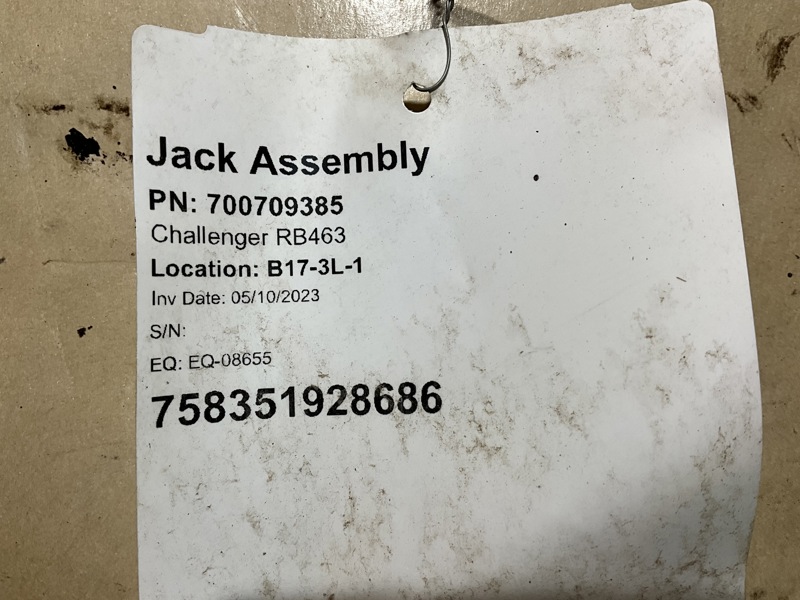 Jack Assembly
PN: 700709385
Challenger RB463
Location: B17-3L-1
Inv Date: 05/10/2023
S/N:
EQ: EQ-08655
758351928686